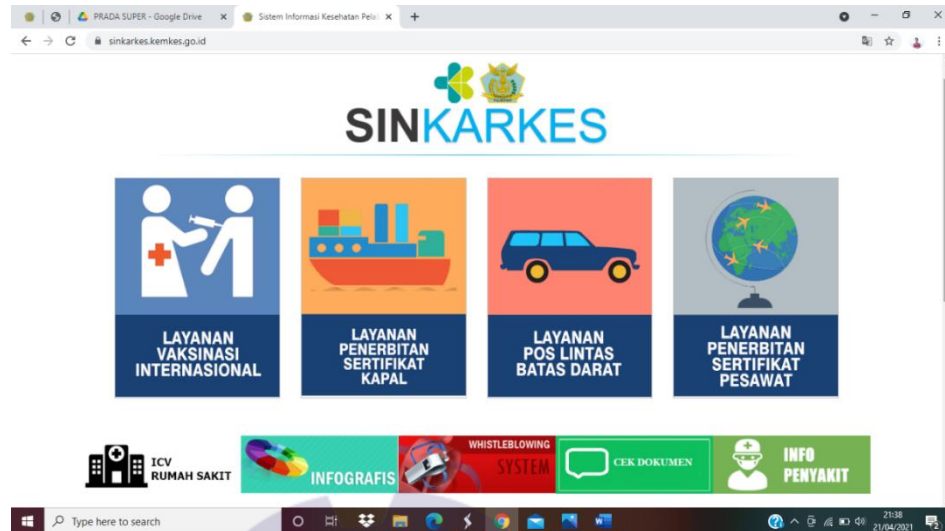 PRADA SUPER - Google Drive
Sistem Informasi Kesehatan Pela
sinkarkes.kemkes.go.id
SINKARKES
LAYANAN
VAKSINASI
INTERNASIONAL
LAYANAN
PENERBITAN
SERTIFIKAT
KAPAL
LAYANAN
POS LINTAS
BATAS DARAT
LAYANAN
PENERBITAN
SERTIFIKAT
PESAWAT
ICV
RUMAH SAKIT
INFOGRAFIS
WHISTLEBLOWING
SYSTEM
CEK DOKUMEN
INFO
PENYAKIT
Type here to search
21:38
21/04/2021